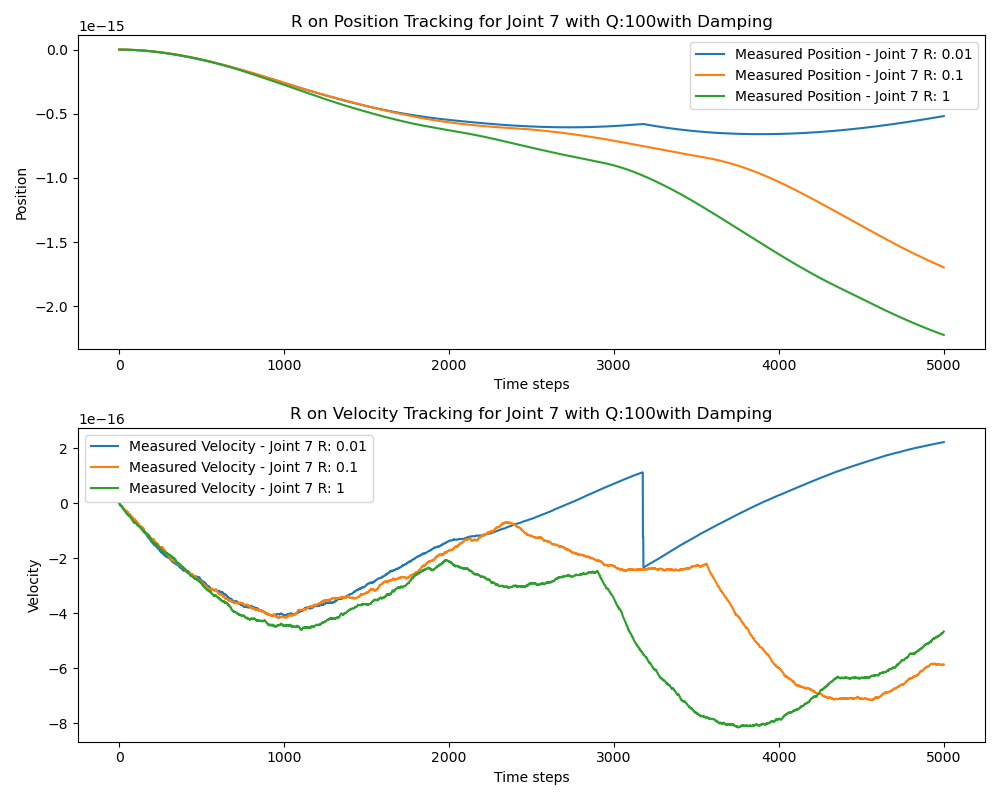 R on Position Tracking for Joint 7 with Q:100with Damping
1e−15
0.0
−0.5
−1.0
−1.5
−2.0
Position
Measured Position - Joint 7 R: 0.01
Measured Position - Joint 7 R: 0.1
Measured Position - Joint 7 R: 1
0 1000 2000 3000 4000 5000
Time steps
R on Velocity Tracking for Joint 7 with Q:100with Damping
1e−16
2
0
−2
−4
−6
−8
Velocity
Measured Velocity - Joint 7 R: 0.01
Measured Velocity - Joint 7 R: 0.1
Measured Velocity - Joint 7 R: 1
0 1000 2000 3000 4000 5000
Time steps